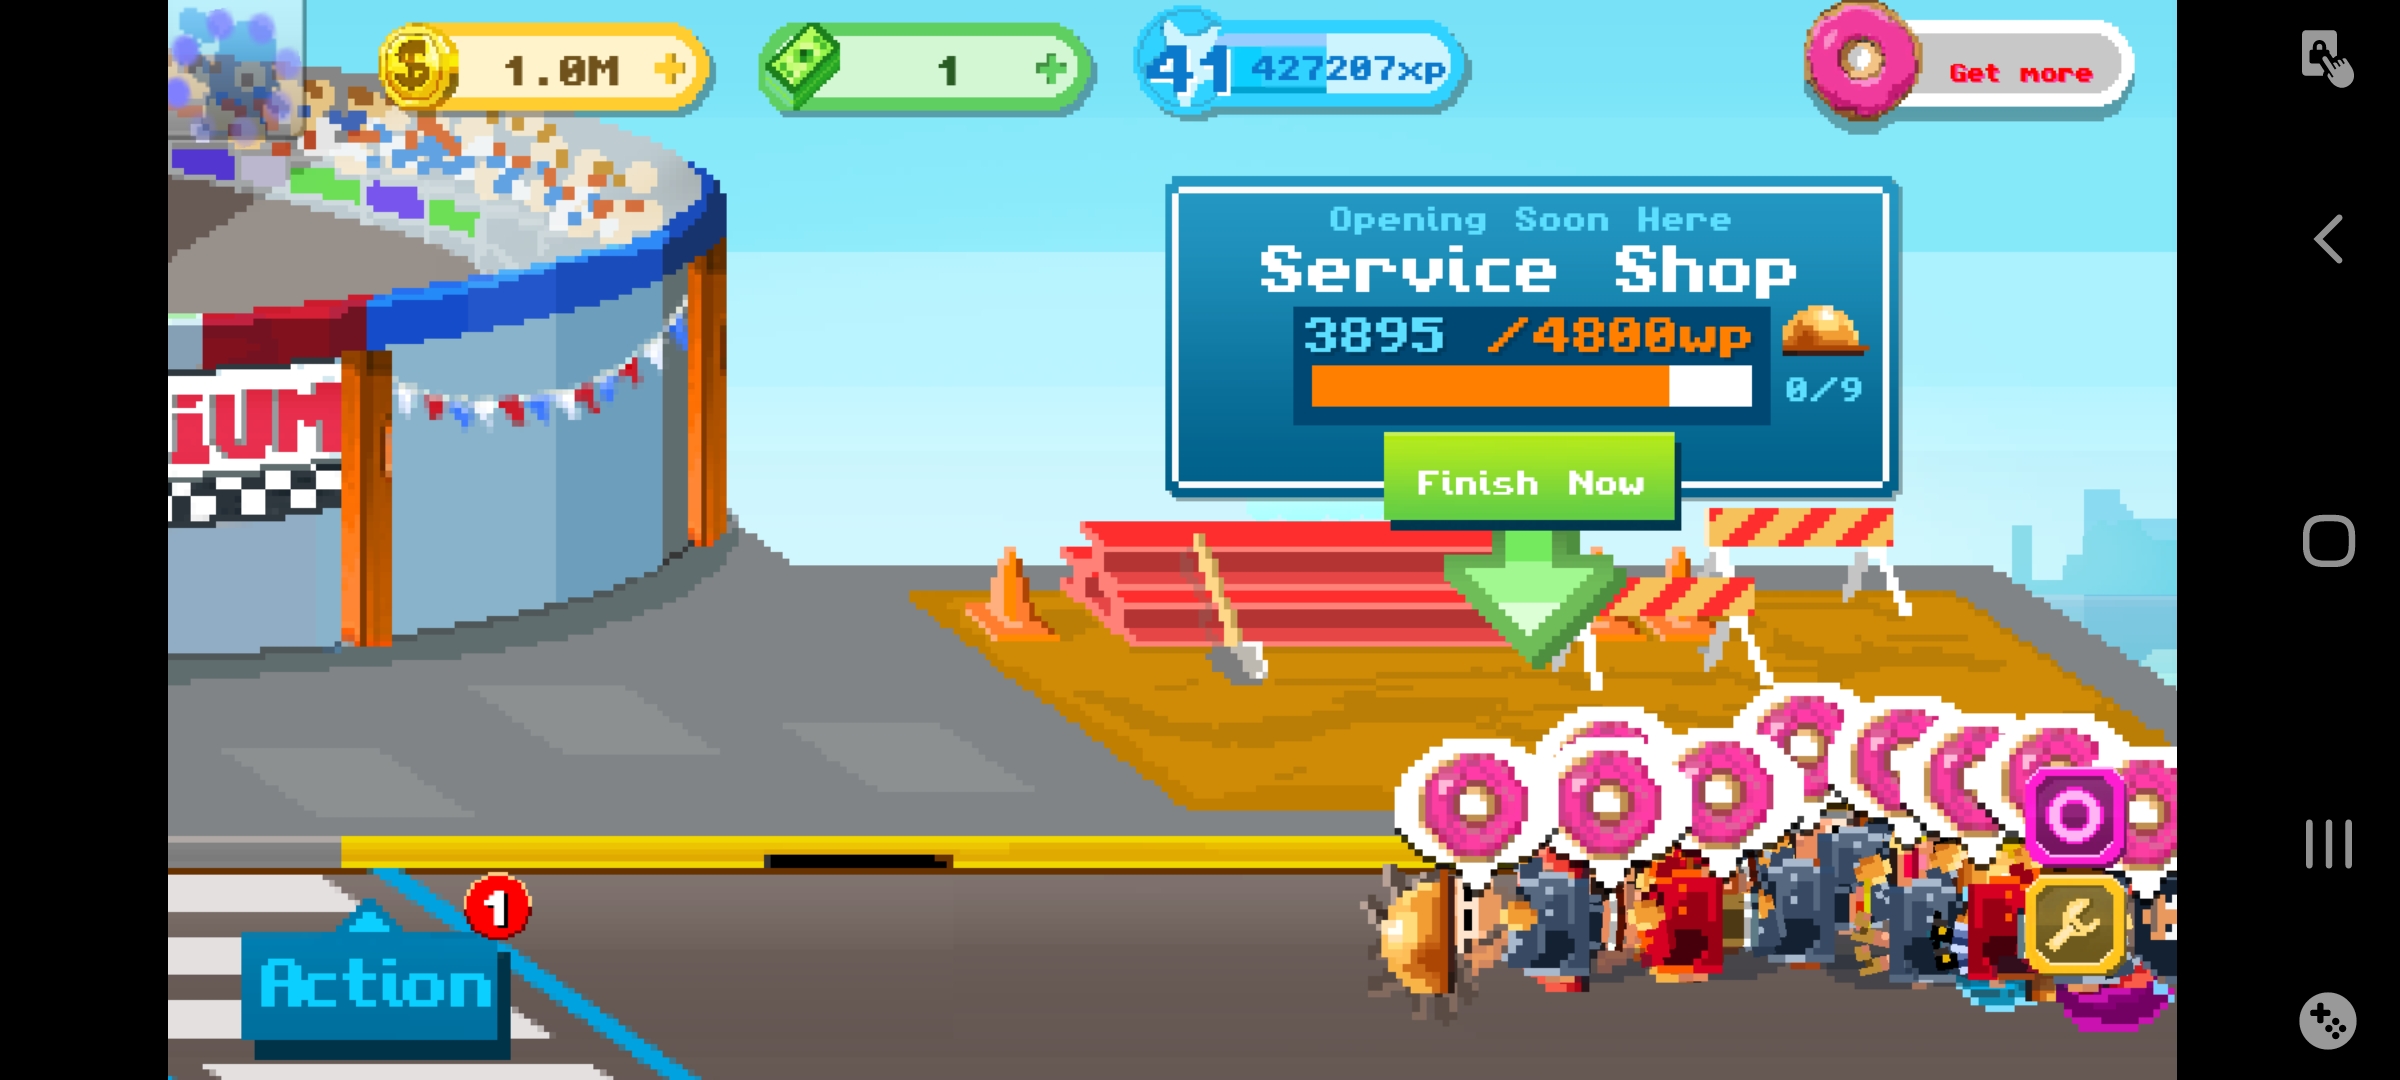 $ 1.0M +
1 +
41 427207xp
Get more
Opening Soon Here
Service Shop
3895 /4800wp
0/9
Finish Now
iUM
1
Action